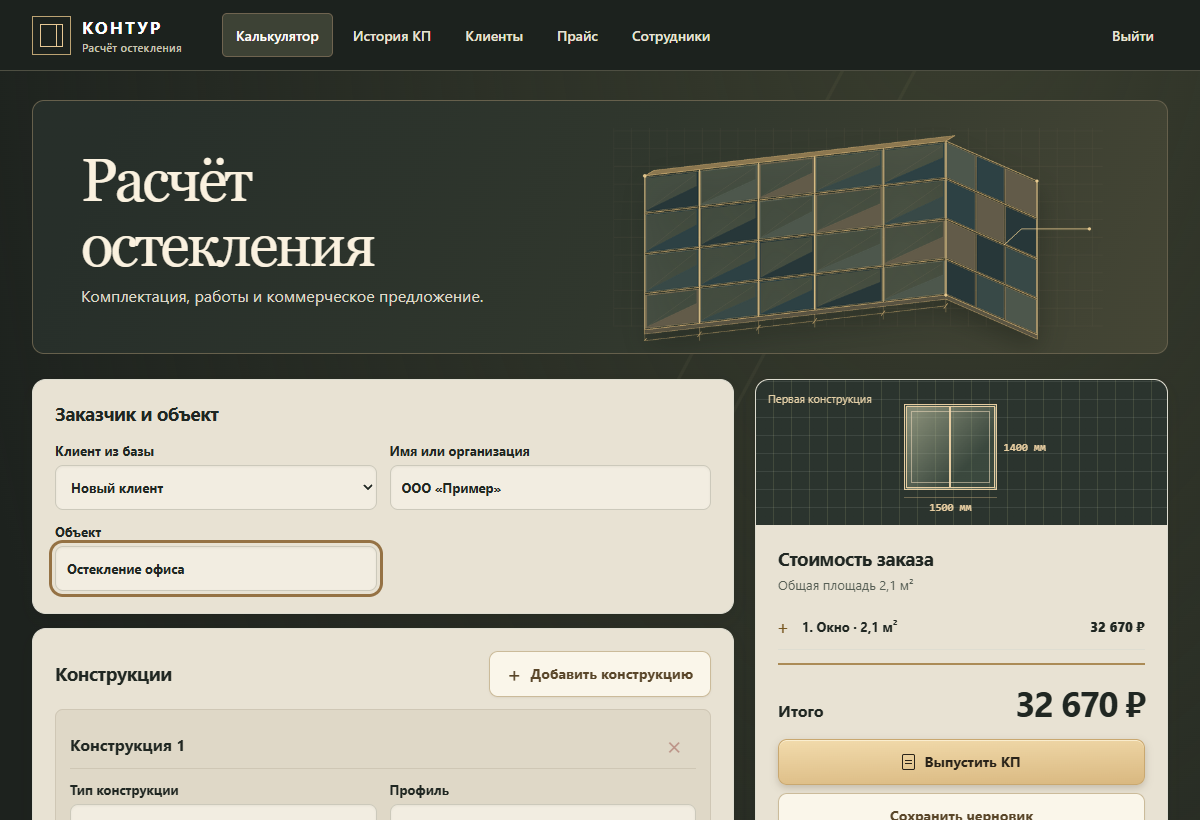 КОНТУР
Расчёт остекления
Калькулятор
История КП
Клиенты
Прайс
Сотрудники
Выйти
Расчёт
остекления
Комплектация, работы и коммерческое предложение.
Заказчик и объект
Клиент из базы
Имя или организация
Новый клиент
ООО «Пример»
Объект
Остекление офиса
Конструкции
+ Добавить конструкцию
Конструкция 1
Тип конструкции
Профиль
Первая конструкция
1400 мм
1500 мм
Стоимость заказа
Общая площадь 2,1 м²
+ 1. Окно · 2,1 м² 32 670 ₽
Итого 32 670 ₽
Выпустить КП
Сохранить черновик